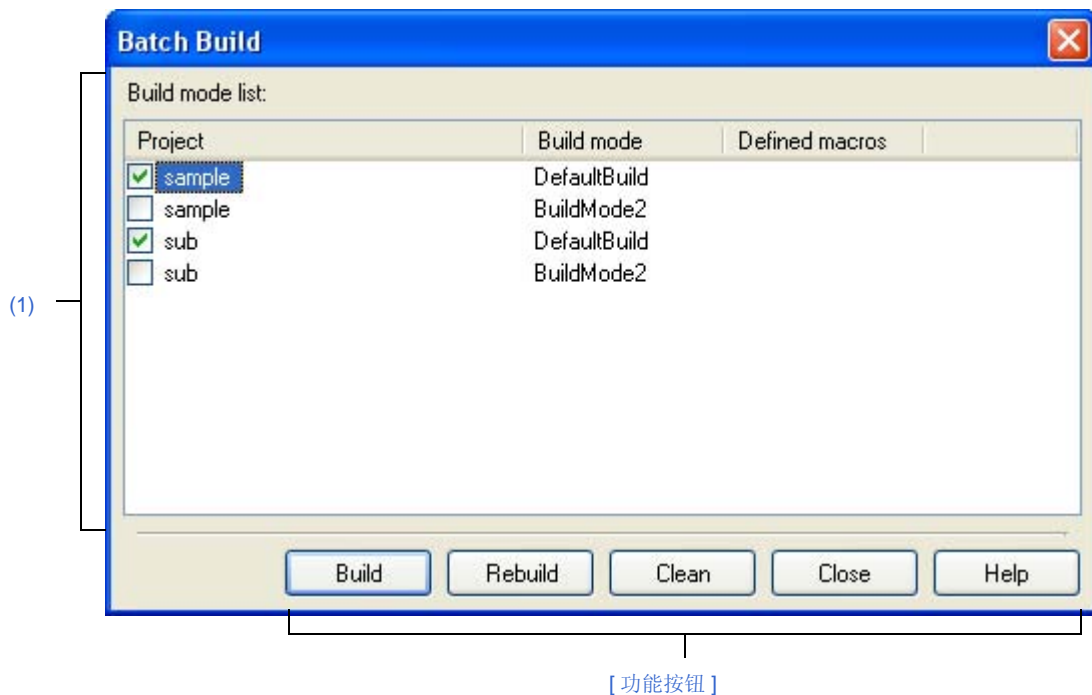 Batch Build
Build mode list:
Project Build mode Defined macros
sample DefaultBuild
sample BuildMode2
sub DefaultBuild
sub BuildMode2
(1)
Build Rebuild Clean Close Help
[ 功能按钮 ]